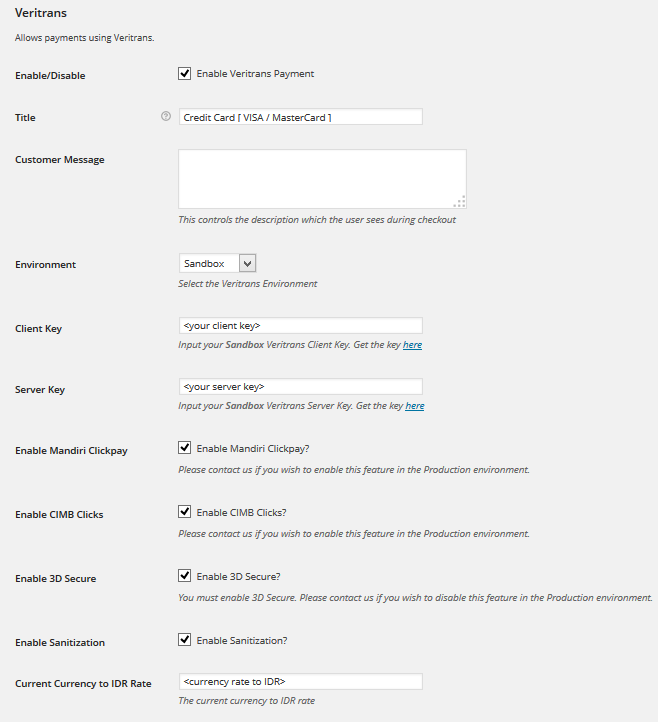 Veritrans
Allows payments using Veritrans.
Enable/Disable Enable Veritrans Payment
Title Credit Card [ VISA / MasterCard ]
Customer Message
This controls the description which the user sees during checkout
Environment Sandbox
Select the Veritrans Environment
Client Key <your client key>
Input your Sandbox Veritrans Client Key. Get the key here
Server Key <your server key>
Input your Sandbox Veritrans Server Key. Get the key here
Enable Mandiri Clickpay Enable Mandiri Clickpay?
Please contact us if you wish to enable this feature in the Production environment.
Enable CIMB Clicks Enable CIMB Clicks?
Please contact us if you wish to enable this feature in the Production environment.
Enable 3D Secure Enable 3D Secure?
You must enable 3D Secure. Please contact us if you wish to disable this feature in the Production environment.
Enable Sanitization Enable Sanitization?
Current Currency to IDR Rate <currency rate to IDR>
The current currency to IDR rate